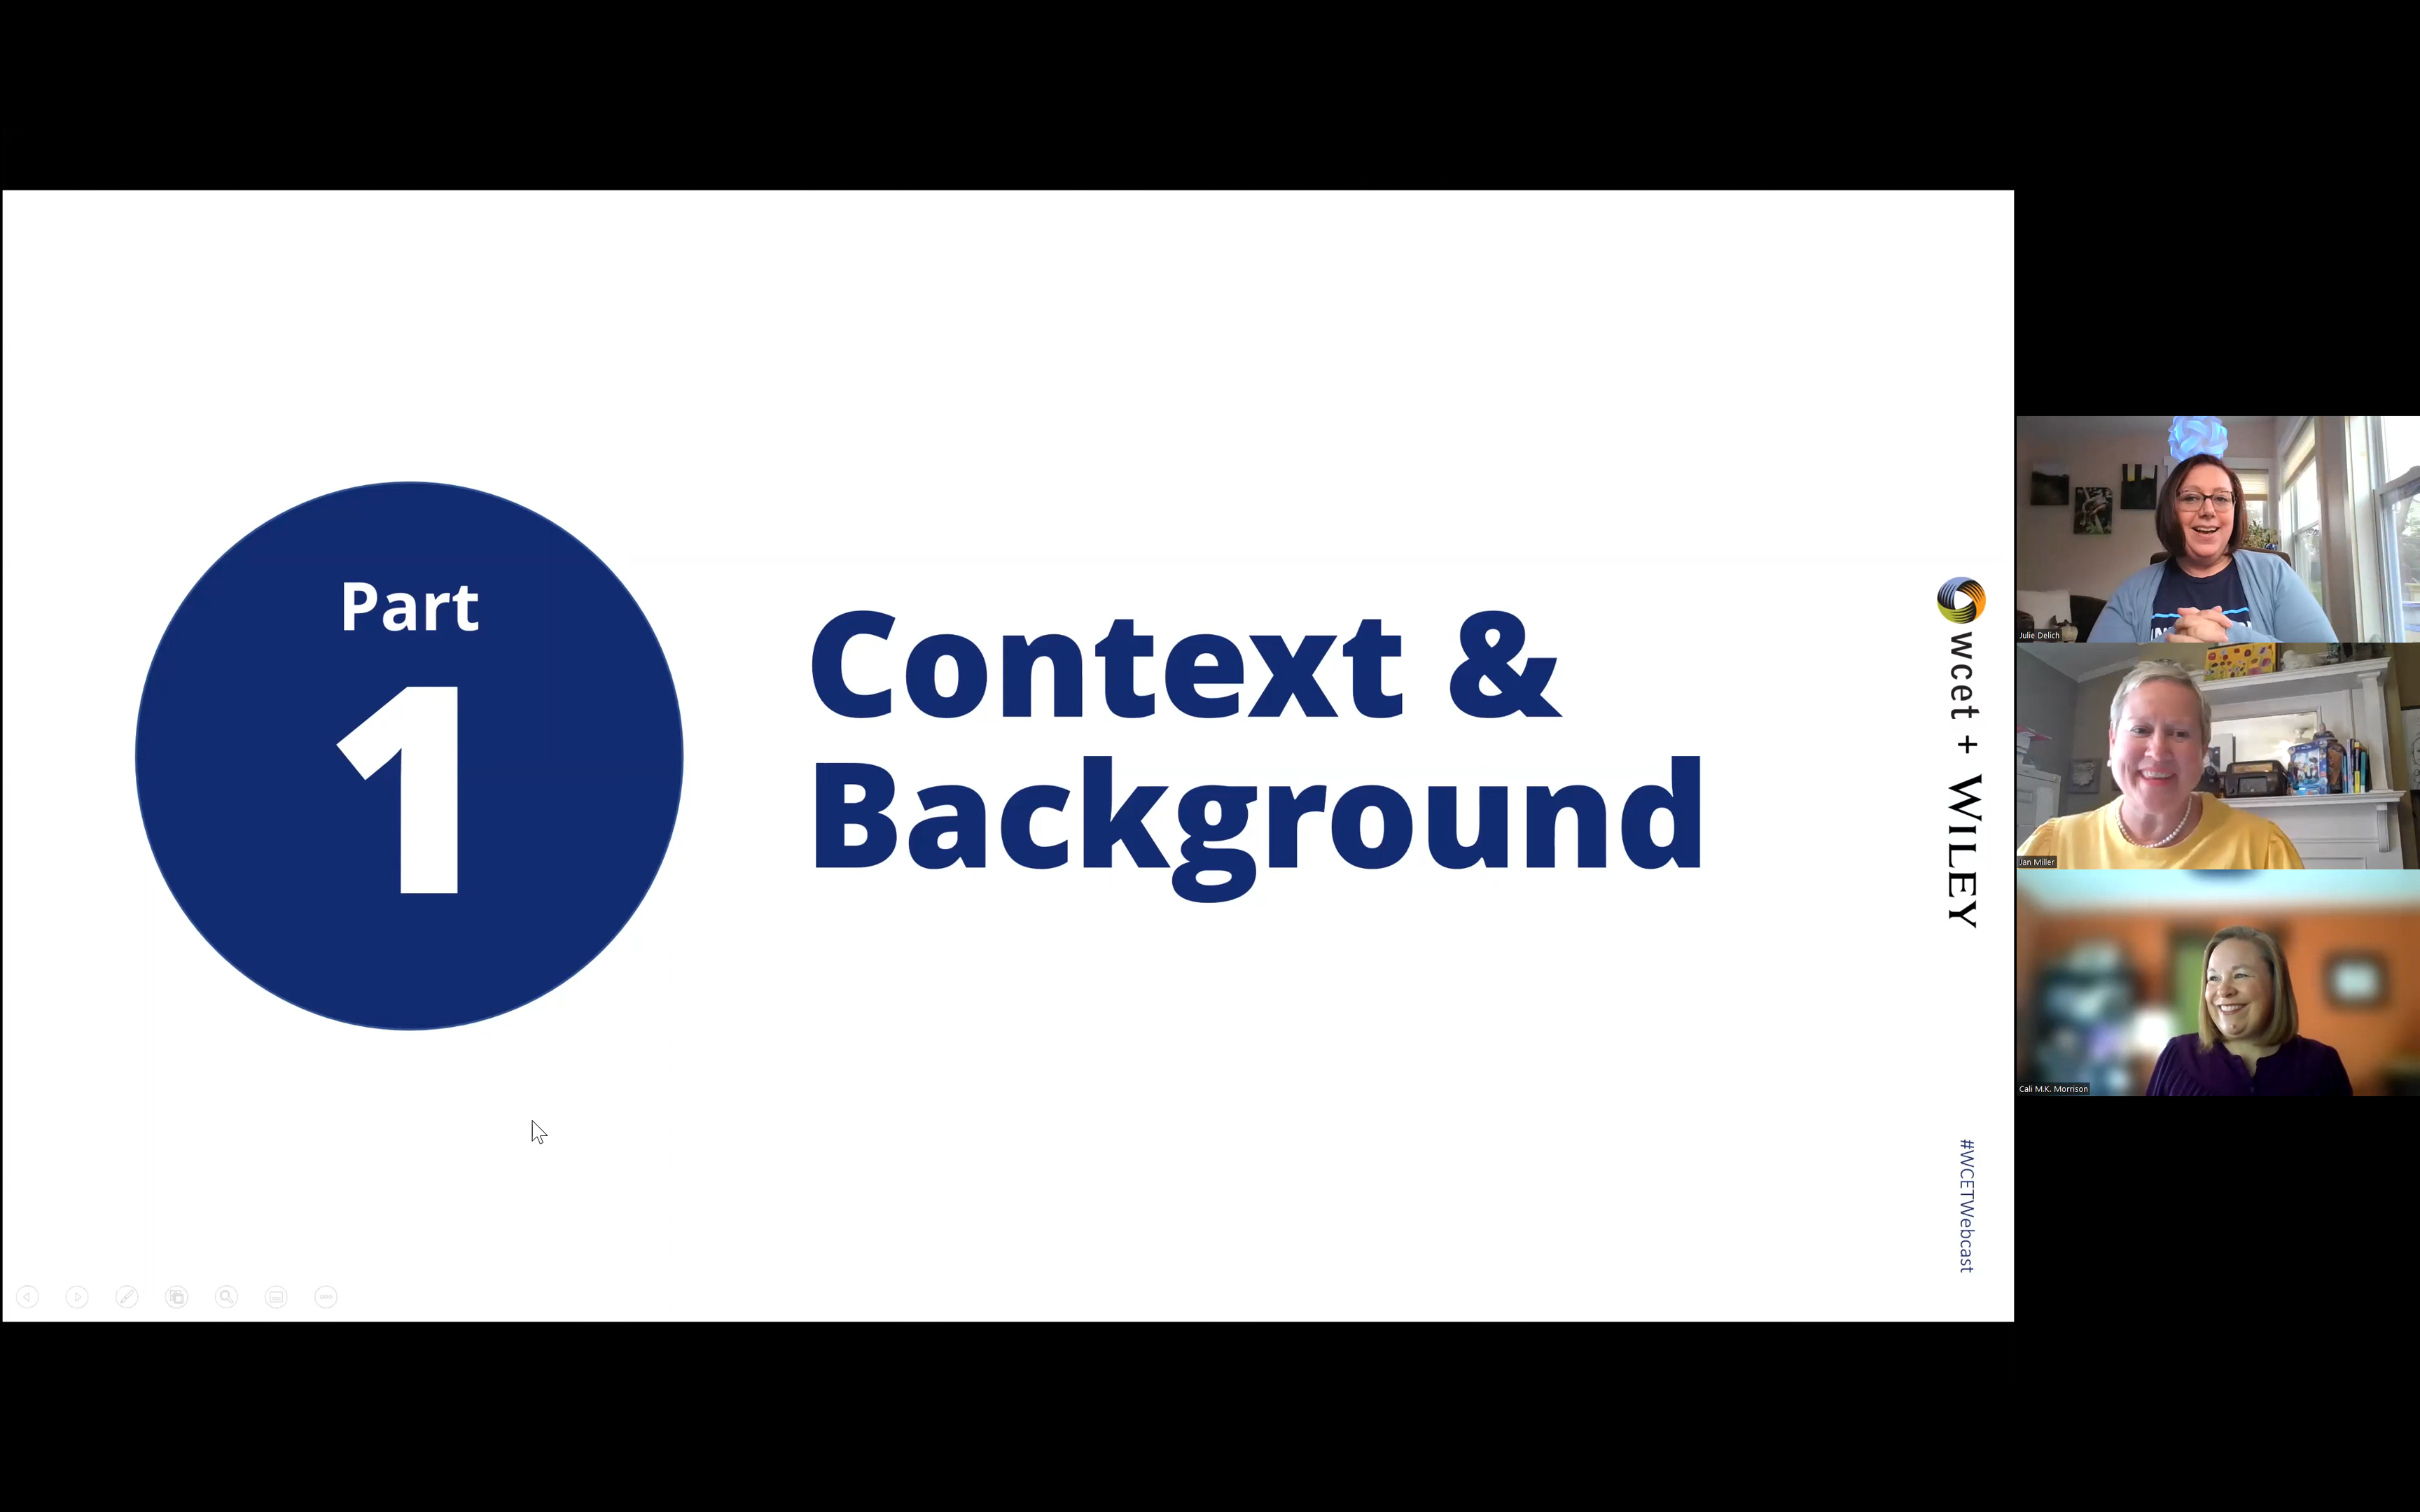 Part
1
Context &
Background
wcet + WILEY
#WCETWebcast
Julie Delich
Jan Miller
Cali M.K. Morrison